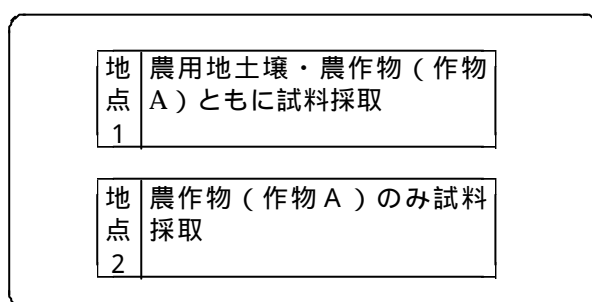 地点1
農用地土壌・農作物（作物
A）ともに試料採取
地点2
農作物（作物A）のみ試料
採取